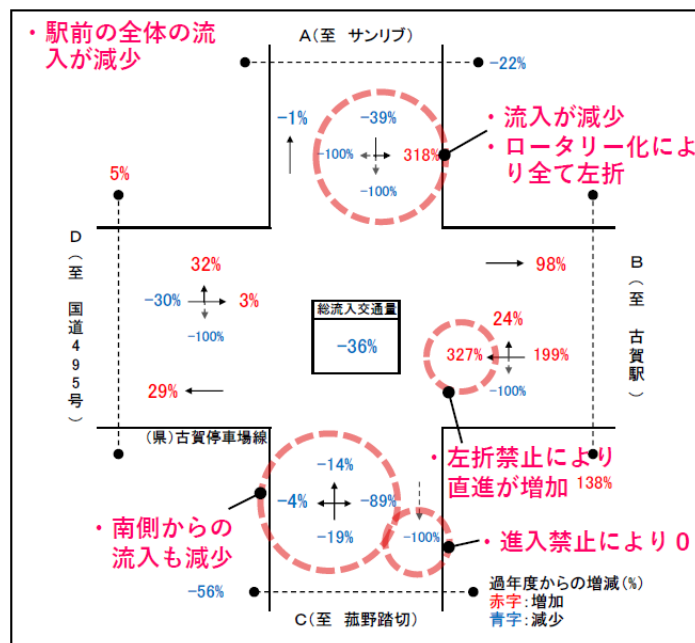 ・駅前の全体の流
入が減少
A(至 サンリブ)
-22%
-1%
-39%
-100%
318%
-100%
・流入が減少
・ロータリー化によ
り全て左折
5%
D(至 国道495号)
32%
-30%
3%
-100%
29%
(県)古賀停車場線
総流入交通量
-36%
98%
B(至 古賀駅)
24%
327%
199%
-100%
・左折禁止により
直進が増加
138%
-14%
-4%
-89%
-19%
-100%
・南側からの
流入も減少
・進入禁止により0
-56%
C(至 菰野踏切)
過年度からの増減(%)
赤字:増加
青字:減少